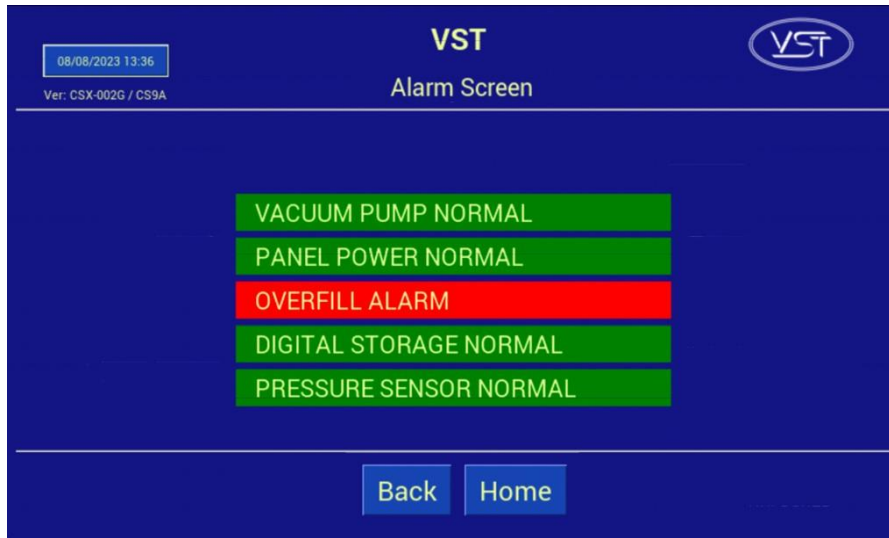 VST
08/08/2023 13:36
Ver: CSX-002G / CS9A
Alarm Screen
VST
VACUUM PUMP NORMAL
PANEL POWER NORMAL
OVERFILL ALARM
DIGITAL STORAGE NORMAL
PRESSURE SENSOR NORMAL
Back
Home